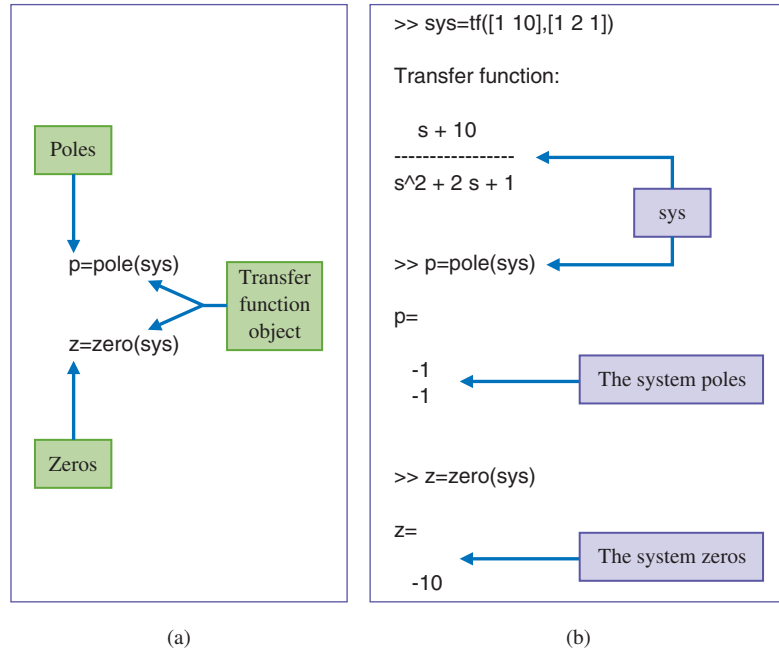 Poles
p=pole(sys)
Transfer
function
object
z=zero(sys)
Zeros
(a)
>> sys=tf([1 10],[1 2 1])
Transfer function:
s + 10
-----------------
s^2 + 2 s + 1
sys
>> p=pole(sys)
p=
-1
-1
The system poles
>> z=zero(sys)
z=
The system zeros
-10
(b)